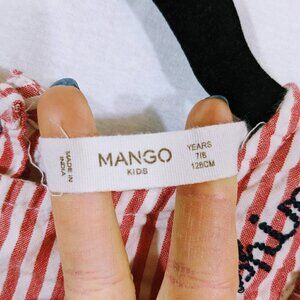 MADE IN
INDIA
MANGO
KIDS
YEARS
7/8
128CM